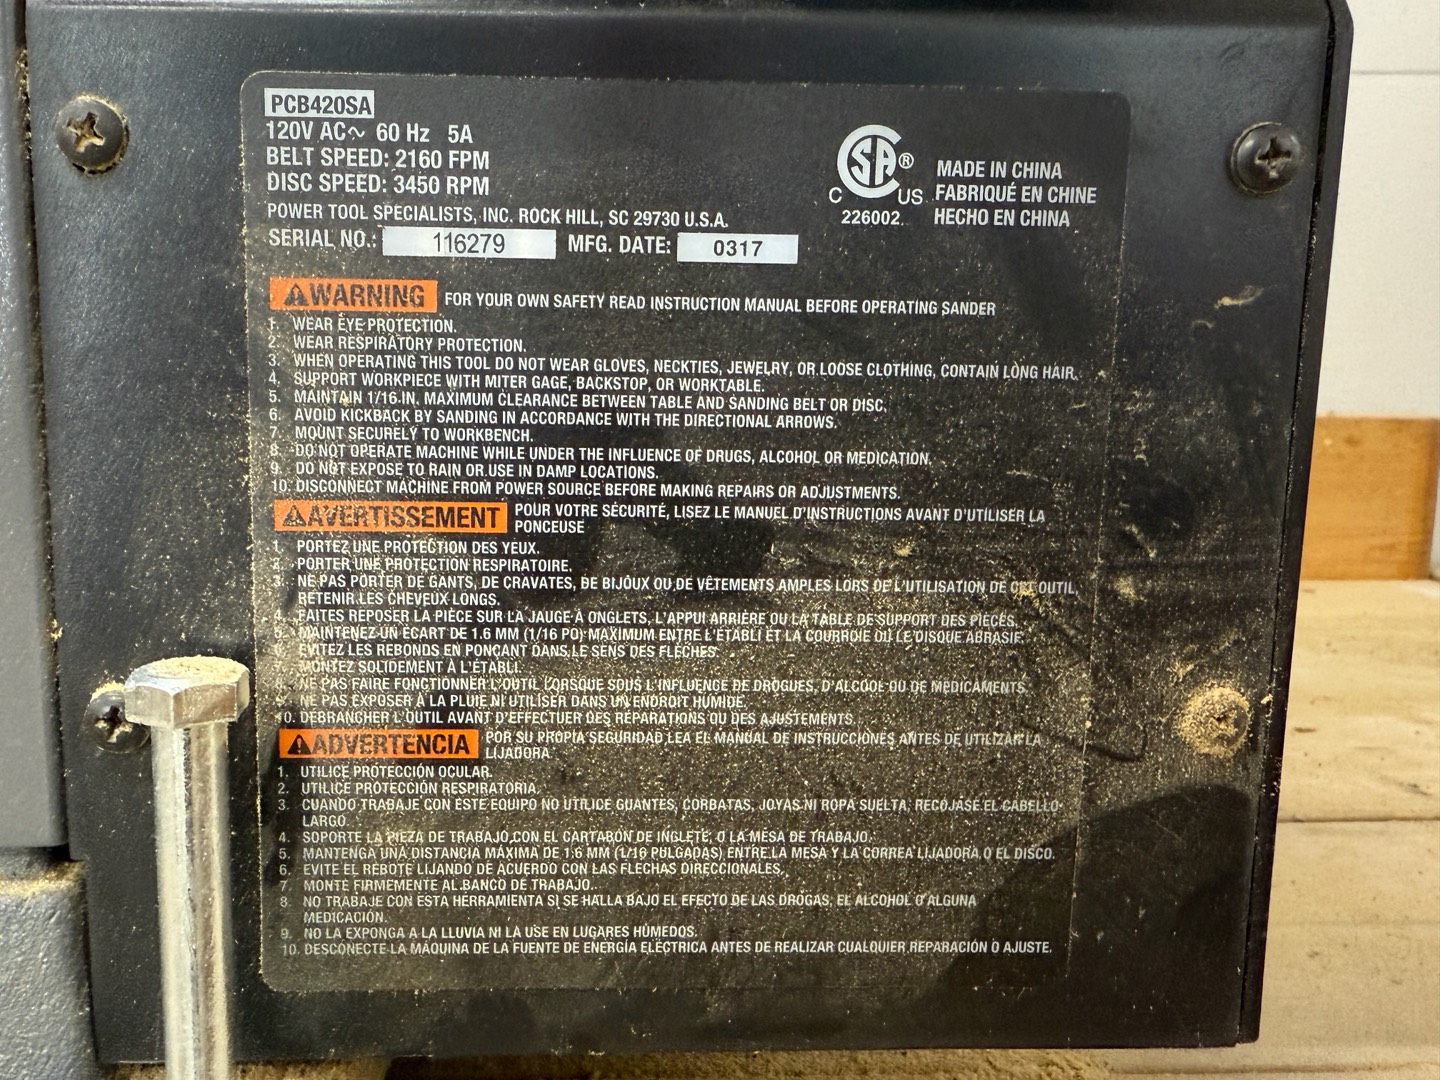 PCB420SA
120V AC~ 60 Hz 5A
BELT SPEED: 2160 FPM
DISC SPEED: 3450 RPM
POWER TOOL SPECIALISTS, INC. ROCK HILL, SC 29730 U.S.A.
SERIAL NO.: 116279 MFG. DATE: 0317
CSA®
C US
226002
MADE IN CHINA
FABRIQUÉ EN CHINE
HECHO EN CHINA
WARNING FOR YOUR OWN SAFETY READ INSTRUCTION MANUAL BEFORE OPERATING SANDER
1. WEAR EYE PROTECTION.
2. WEAR RESPIRATORY PROTECTION.
3. WHEN OPERATING THIS TOOL DO NOT WEAR GLOVES, NECKTIES, JEWELRY, OR LOOSE CLOTHING, CONTAIN LONG HAIR.
4. SUPPORT WORKPIECE WITH MITER GAGE, BACKSTOP, OR WORKTABLE.
5. MAINTAIN 1/16 IN. MAXIMUM CLEARANCE BETWEEN TABLE AND SANDING BELT OR DISC.
6. AVOID KICKBACK BY SANDING IN ACCORDANCE WITH THE DIRECTIONAL ARROWS.
7. MOUNT SECURELY TO WORKBENCH.
8. DO NOT OPERATE MACHINE WHILE UNDER THE INFLUENCE OF DRUGS, ALCOHOL OR MEDICATION.
9. DO NOT EXPOSE TO RAIN OR USE IN DAMP LOCATIONS.
10. DISCONNECT MACHINE FROM POWER SOURCE BEFORE MAKING REPAIRS OR ADJUSTMENTS.
AVERTISSEMENT POUR VOTRE SÉCURITÉ, LISEZ LE MANUEL D'INSTRUCTIONS AVANT D'UTILISER LA
PONCEUSE
1. PORTEZ UNE PROTECTION DES YEUX.
2. PORTER UNE PROTECTION RESPIRATOIRE.
3. NE PAS PORTER DE GANTS, DE CRAVATES, DE BIJOUX OU DE VÊTEMENTS AMPLES LORS DE L'UTILISATION DE CET OUTIL,
RETENIR LES CHEVEUX LONGS.
4. FAITES REPOSER LA PIÈCE SUR LA JAUGE À ONGLETS, L'APPUI ARRIÈRE OU LA TABLE DE SUPPORT DES PIÈCES.
5. MAINTENEZ UN ÉCART DE 1.6 MM (1/16 PO) MAXIMUM ENTRE L'ÉTABLI ET LA COURROIE OU LE DISQUE ABRASIF.
6. ÉVITEZ LES REBONDS EN PONÇANT DANS LE SENS DES FLÈCHES.
7. MONTEZ SOLIDEMENT À L'ÉTABLI.
8. NE PAS FAIRE FONCTIONNER L'OUTIL LORSQUE SOUS L'INFLUENCE DE DROGUES, D'ALCOOL OU DE MÉDICAMENTS.
9. NE PAS EXPOSER À LA PLUIE NI UTILISER DANS UN ENDROIT HUMIDE.
10. DÉBRANCHER L'OUTIL AVANT D'EFFECTUER DES RÉPARATIONS OU DES AJUSTEMENTS.
ADVERTENCIA POR SU PROPIA SEGURIDAD LEA EL MANUAL DE INSTRUCCIONES ANTES DE UTILIZAR LA
LIJADORA
1. UTILICE PROTECCIÓN OCULAR.
2. UTILICE PROTECCIÓN RESPIRATORIA.
3. CUANDO TRABAJE CON ESTE EQUIPO NO UTILICE GUANTES, CORBATAS, JOYAS NI ROPA SUELTA, RECÓJASE EL CABELLO
LARGO.
4. SOPORTE LA PIEZA DE TRABAJO CON EL CARTABÓN DE INGLETE, O LA MESA DE TRABAJO.
5. MANTENGA UNA DISTANCIA MÁXIMA DE 1.6 MM (1/16 PULGADAS) ENTRE LA MESA Y LA CORREA LIJADORA O EL DISCO.
6. EVITE EL REBOTE LIJANDO DE ACUERDO CON LAS FLECHAS DIRECCIONALES.
7. MONTE FIRMEMENTE AL BANCO DE TRABAJO.
8. NO TRABAJE CON ESTA HERRAMIENTA SI SE HALLA BAJO EL EFECTO DE LAS DROGAS, EL ALCOHOL O ALGUNA
MEDICACIÓN.
9. NO LA EXPONGA A LA LLUVIA NI LA USE EN LUGARES HÚMEDOS.
10. DESCONECTE LA MÁQUINA DE LA FUENTE DE ENERGÍA ELÉCTRICA ANTES DE REALIZAR CUALQUIER REPARACIÓN O AJUSTE.